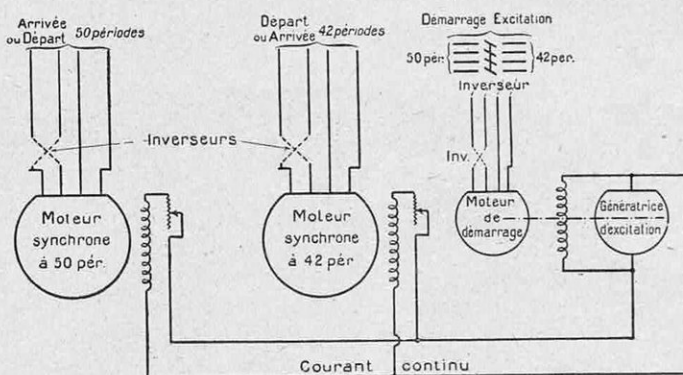 Arrivée
ou Départ 50 périodes
Départ
ou Arrivée 42 périodes
Démarrage Excitation
50 pér. 42 pér.
Inverseur
Inverseurs
Inv.
Moteur
synchrone
à 50 pér.
Moteur
synchrone
à 42 pér
Moteur
de
démarrage
Génératrice
d'excitation
Courant continu